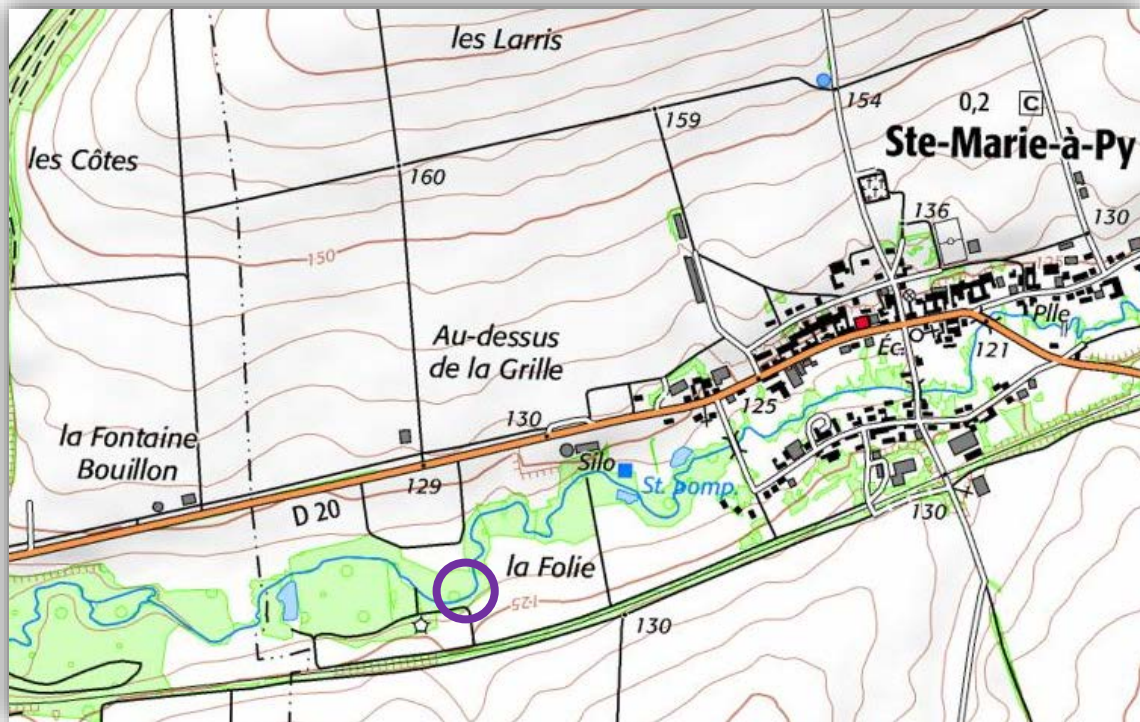 les Larris
154
0,2 C
159
Ste-Marie-à-Py
les Côtes
160
136
130
150
125
Au-dessus
de la Grille
Plle
Éc.
121
125
130
la Fontaine
Bouillon
Silo
St. pomp.
129
D 20
130
la Folie
125
130